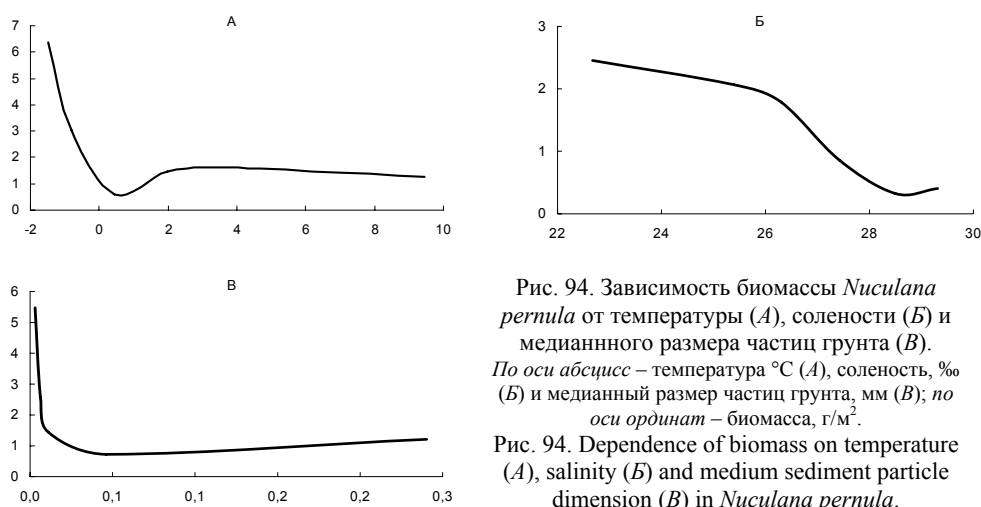 А
7
6
5
4
3
2
1
0
-2 0 2 4 6 8 10
Б
3
2
1
0
22 24 26 28 30
В
6
5
4
3
2
1
0
0,0 0,1 0,1 0,2 0,2 0,3
Рис. 94. Зависимость биомассы Nuculana
pernula от температуры (А), солености (Б) и
медианнного размера частиц грунта (В).
По оси абсцисс – температура °С (А), соленость, ‰
(Б) и медианный размер частиц грунта, мм (В); по
оси ординат – биомасса, г/м².
Рис. 94. Dependence of biomass on temperature
(А), salinity (Б) and medium sediment particle
dimension (В) in Nuculana pernula.